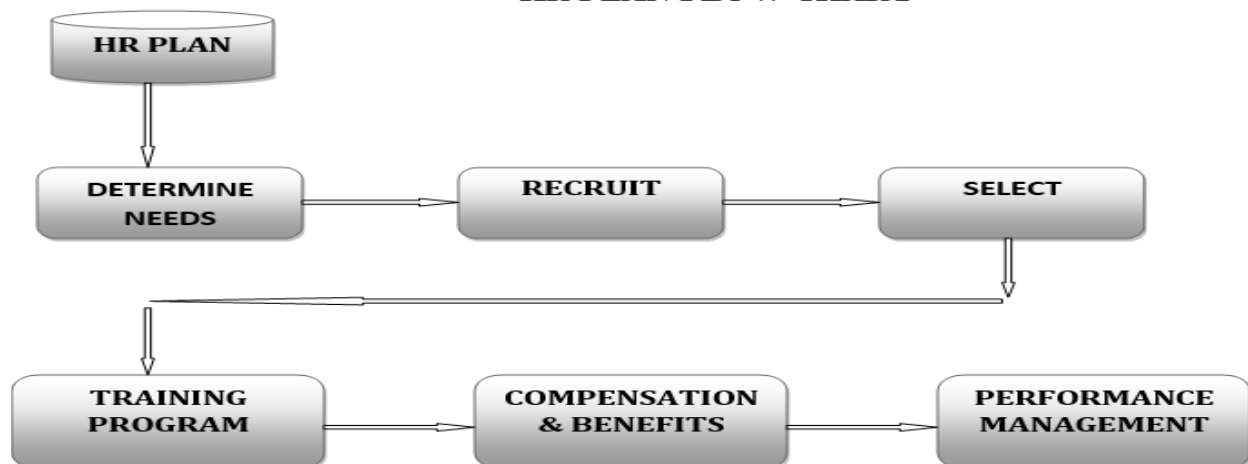 HR PLAN
DETERMINE
NEEDS
RECRUIT
SELECT
TRAINING
PROGRAM
COMPENSATION
& BENEFITS
PERFORMANCE
MANAGEMENT